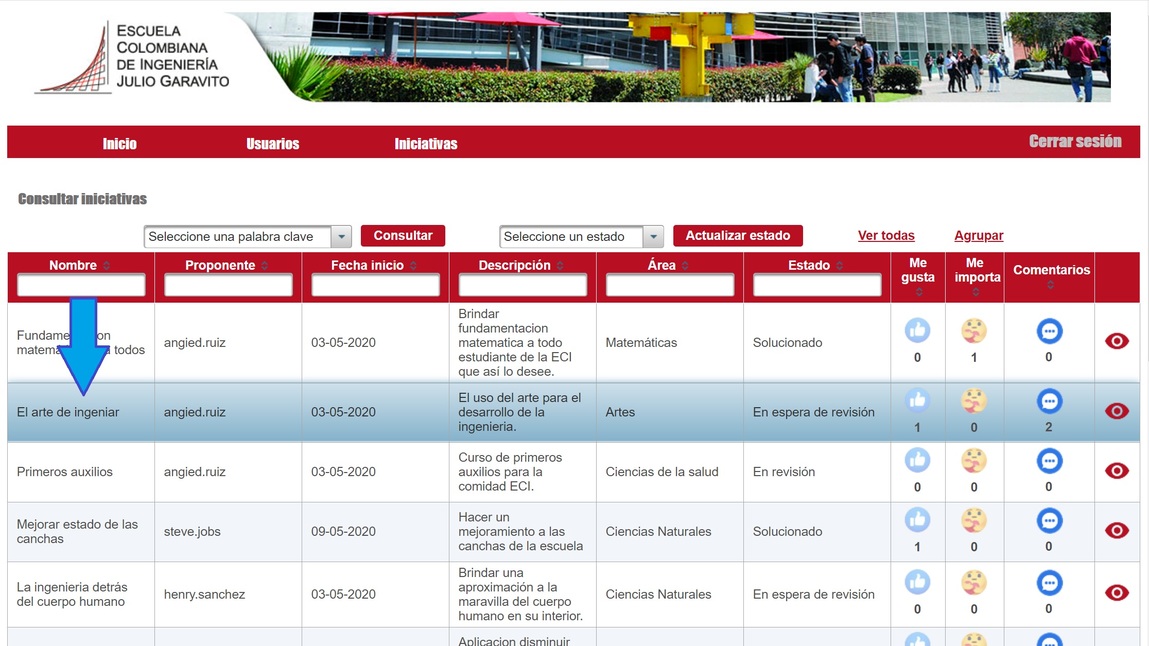 ESCUELA
COLOMBIANA
DE INGENIERÍA
JULIO GARAVITO
Inicio Usuarios Iniciativas Cerrar sesión
Consultar iniciativas
Seleccione una palabra clave Consultar Seleccione un estado Actualizar estado Ver todas Agrupar
Nombre Proponente Fecha inicio Descripción Área Estado Me gusta Me importa Comentarios
matemá todos
angied.ruiz
03-05-2020
Brindar
fundamentacion
matematica a todo
estudiante de la ECI
que así lo desee.
Matemáticas
Solucionado
0 1 0
El arte de ingeniar
angied.ruiz
03-05-2020
El uso del arte para el
desarrollo de la
ingenieria.
Artes
En espera de revisión
1 0 2
Primeros auxilios
angied.ruiz
03-05-2020
Curso de primeros
auxilios para la
comidad ECI.
Ciencias de la salud
En revisión
0 0 0
Mejorar estado de las
canchas
steve.jobs
09-05-2020
Hacer un
mejoramiento a las
canchas de la escuela
Ciencias Naturales
Solucionado
1 0 0
La ingenieria detrás
del cuerpo humano
henry.sanchez
03-05-2020
Brindar una
aproximación a la
maravilla del cuerpo
humano en su interior.
Ciencias Naturales
En espera de revisión
0 0 0
Aplicacion disminuir